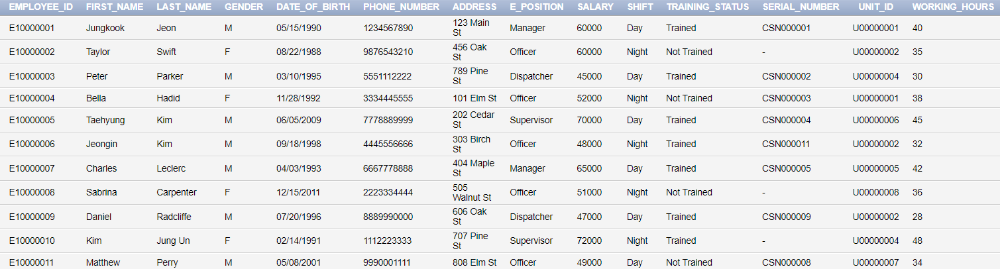 EMPLOYEE_ID FIRST_NAME LAST_NAME GENDER DATE_OF_BIRTH PHONE_NUMBER ADDRESS E_POSITION SALARY SHIFT TRAINING_STATUS SERIAL_NUMBER UNIT_ID WORKING_HOURS
E10000001 Jungkook Jeon M 05/15/1990 1234567890 123 Main St Manager 60000 Day Trained CSN000001 U00000001 40
E10000002 Taylor Swift F 08/22/1988 9876543210 456 Oak St Officer 60000 Night Not Trained - U00000002 35
E10000003 Peter Parker M 03/10/1995 5551112222 789 Pine St Dispatcher 45000 Day Trained CSN000002 U00000004 30
E10000004 Bella Hadid F 11/28/1992 3334445555 101 Elm St Officer 52000 Night Not Trained CSN000003 U00000001 38
E10000005 Taehyung Kim M 06/05/2009 7778889999 202 Cedar St Supervisor 70000 Day Trained CSN000004 U00000006 45
E10000006 Jeongin Kim M 09/18/1998 4445556666 303 Birch St Officer 48000 Night Trained CSN000011 U00000002 32
E10000007 Charles Leclerc M 04/03/1993 6667778888 404 Maple St Manager 65000 Day Trained CSN000005 U00000005 42
E10000008 Sabrina Carpenter F 12/15/2011 2223334444 505 Walnut St Officer 51000 Night Not Trained - U00000008 36
E10000009 Daniel Radcliffe M 07/20/1996 8889990000 606 Oak St Dispatcher 47000 Day Trained CSN000009 U00000002 28
E10000010 Kim Jung Un F 02/14/1991 1112223333 707 Pine St Supervisor 72000 Night Trained - U00000004 48
E10000011 Matthew Perry M 05/08/2001 9990001111 808 Elm St Officer 49000 Day Not Trained CSN000008 U00000007 34